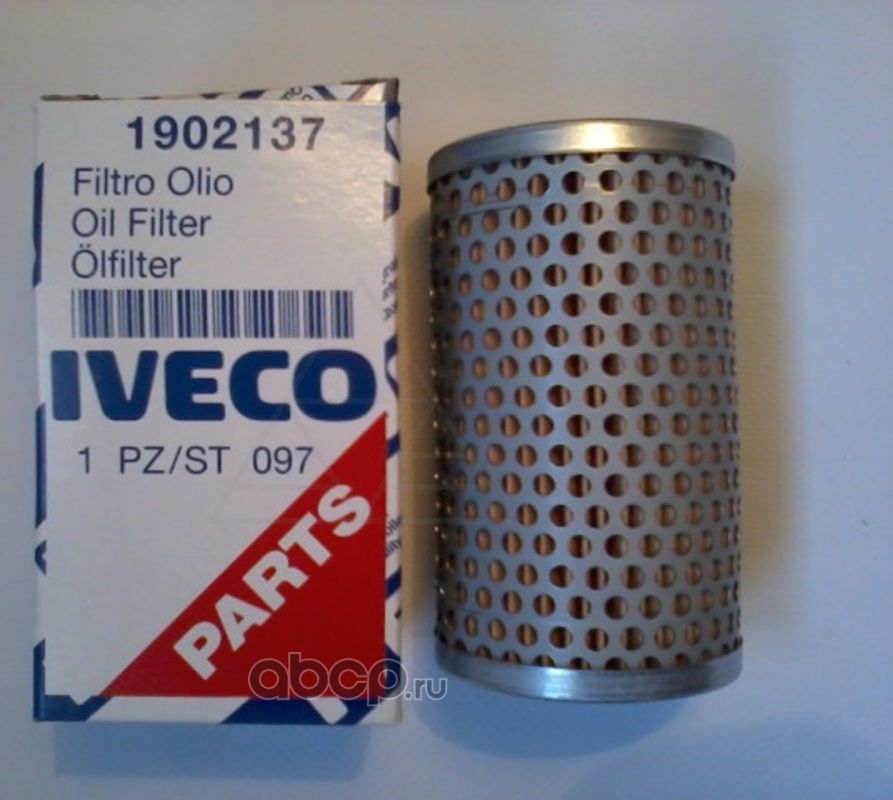 1902137
Filtro Olio
Oil Filter
Ölfilter
IVECO
1 PZ/ST 097
PARTS
abcp.ru